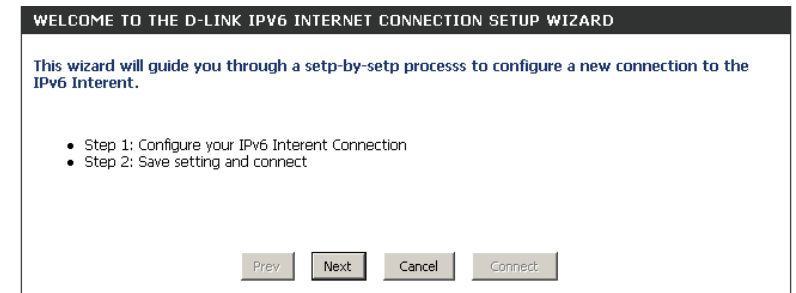 WELCOME TO THE D-LINK IPV6 INTERNET CONNECTION SETUP WIZARD
This wizard will guide you through a setp-by-setp processs to configure a new connection to the
IPv6 Interent.
• Step 1: Configure your IPv6 Interent Connection
• Step 2: Save setting and connect
Prev Next Cancel Connect